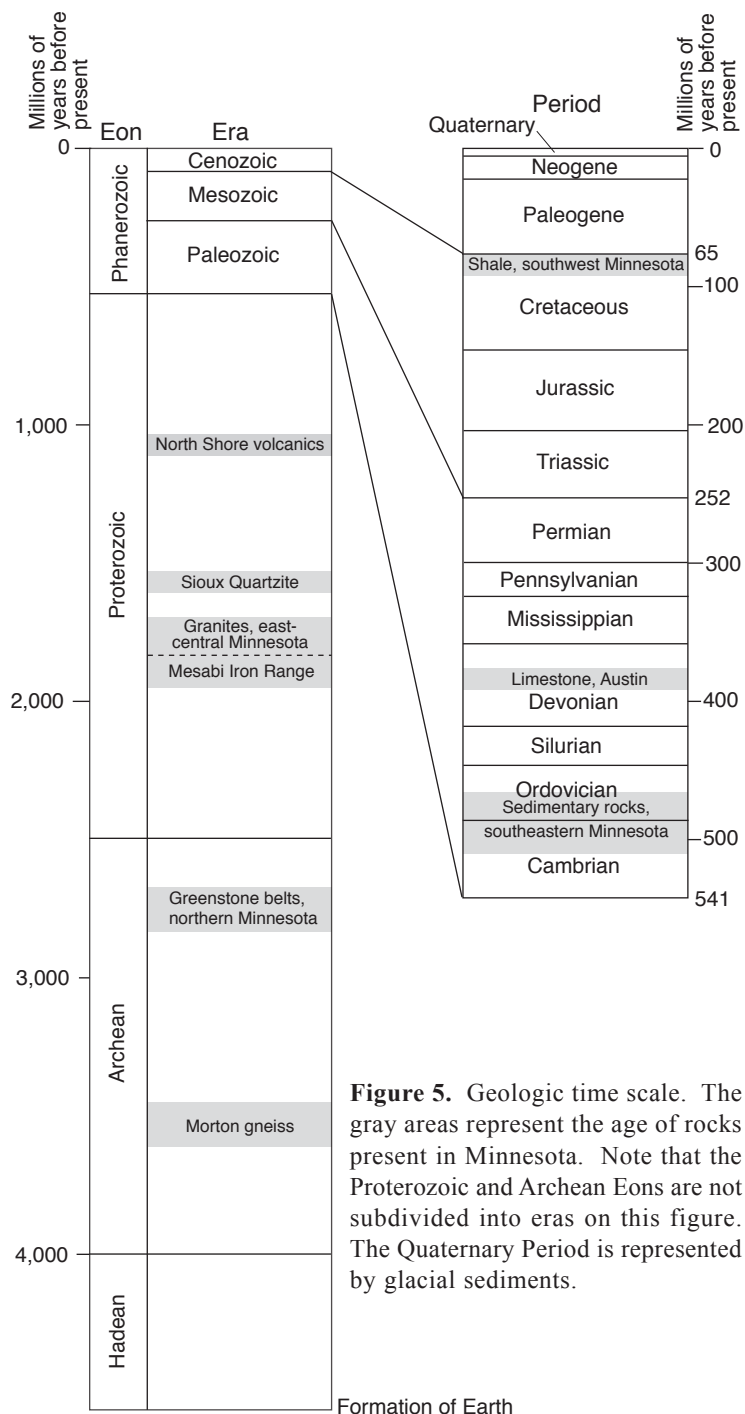 Millions of
years before
present
Eon
Era
0
Phanerozoic
Cenozoic
Mesozoic
Paleozoic
1,000
North Shore volcanics
Proterozoic
Sioux Quartzite
Granites, east-
central Minnesota
Mesabi Iron Range
2,000
Greenstone belts,
northern Minnesota
3,000
Archean
Morton gneiss
4,000
Hadean
Formation of Earth
Period
Millions of
years before
present
Quaternary
0
Neogene
Paleogene
65
Shale, southwest Minnesota
100
Cretaceous
Jurassic
200
Triassic
252
Permian
300
Pennsylvanian
Mississippian
Limestone, Austin
400
Devonian
Silurian
Ordovician
Sedimentary rocks,
southeastern Minnesota
500
Cambrian
541
Figure 5. Geologic time scale. The
gray areas represent the age of rocks
present in Minnesota. Note that the
Proterozoic and Archean Eons are not
subdivided into eras on this figure.
The Quaternary Period is represented
by glacial sediments.